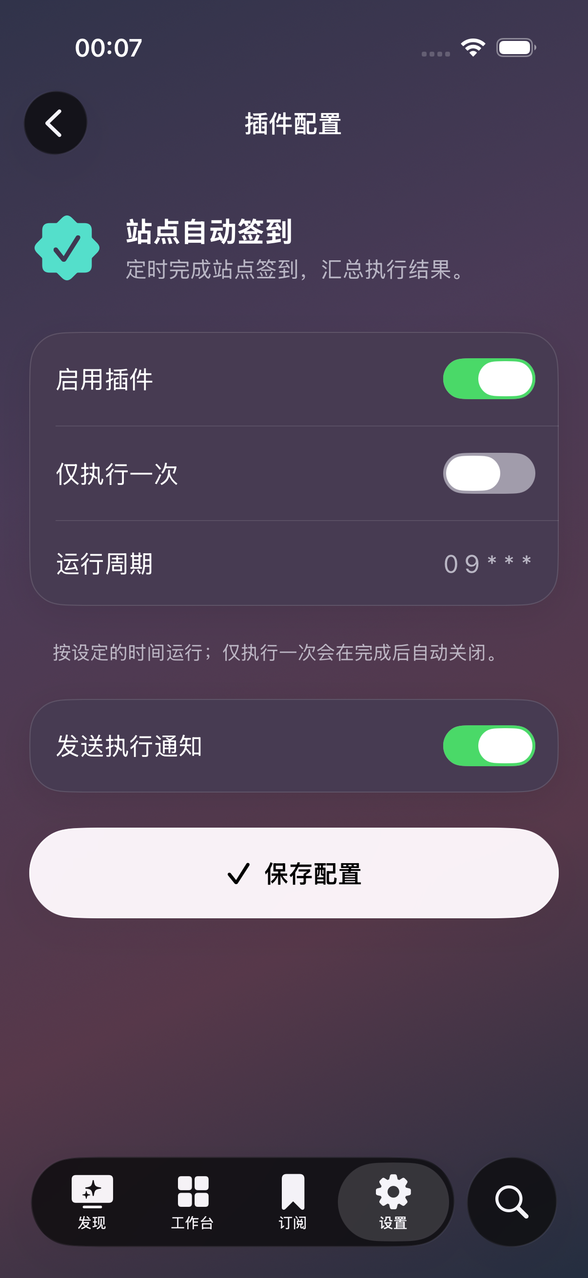 00:07
插件配置
站点自动签到
定时完成站点签到，汇总执行结果。
启用插件
仅执行一次
运行周期 0 9 * * *
按设定的时间运行；仅执行一次会在完成后自动关闭。
发送执行通知
保存配置
发现 工作台 订阅 设置